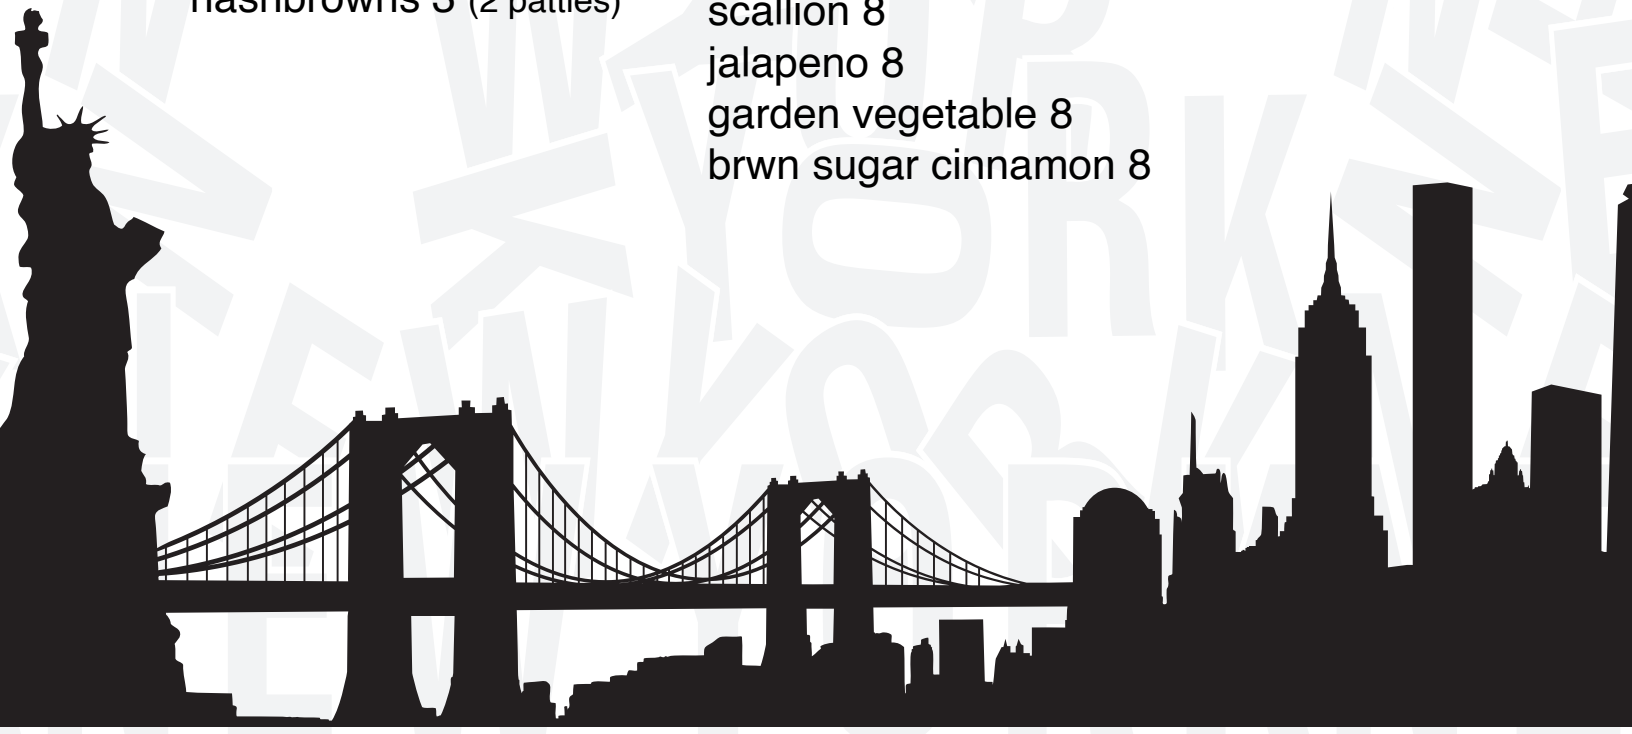 hashbrowns 3 (2 patties)
scallion 8
jalapeno 8
garden vegetable 8
brwn sugar cinnamon 8